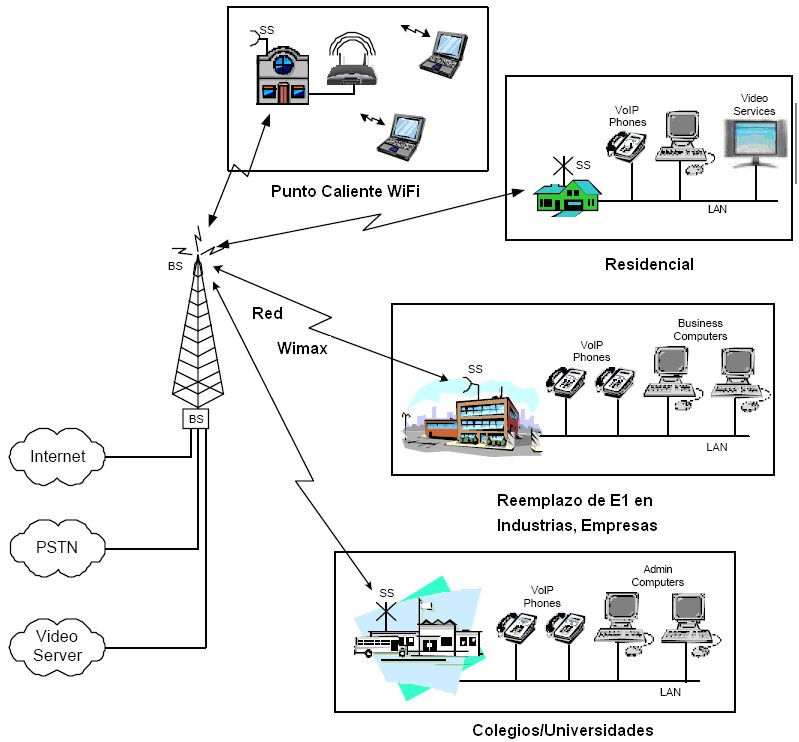 SS
Punto Caliente WiFi
VoIP
Phones
Video
Services
SS
LAN
Residencial
BS
Red
Wimax
BS
Internet
PSTN
Video
Server
SS
VoIP
Phones
Business
Computers
LAN
Reemplazo de E1 en
Industrias, Empresas
SS
VoIP
Phones
Admin
Computers
LAN
Colegios/Universidades